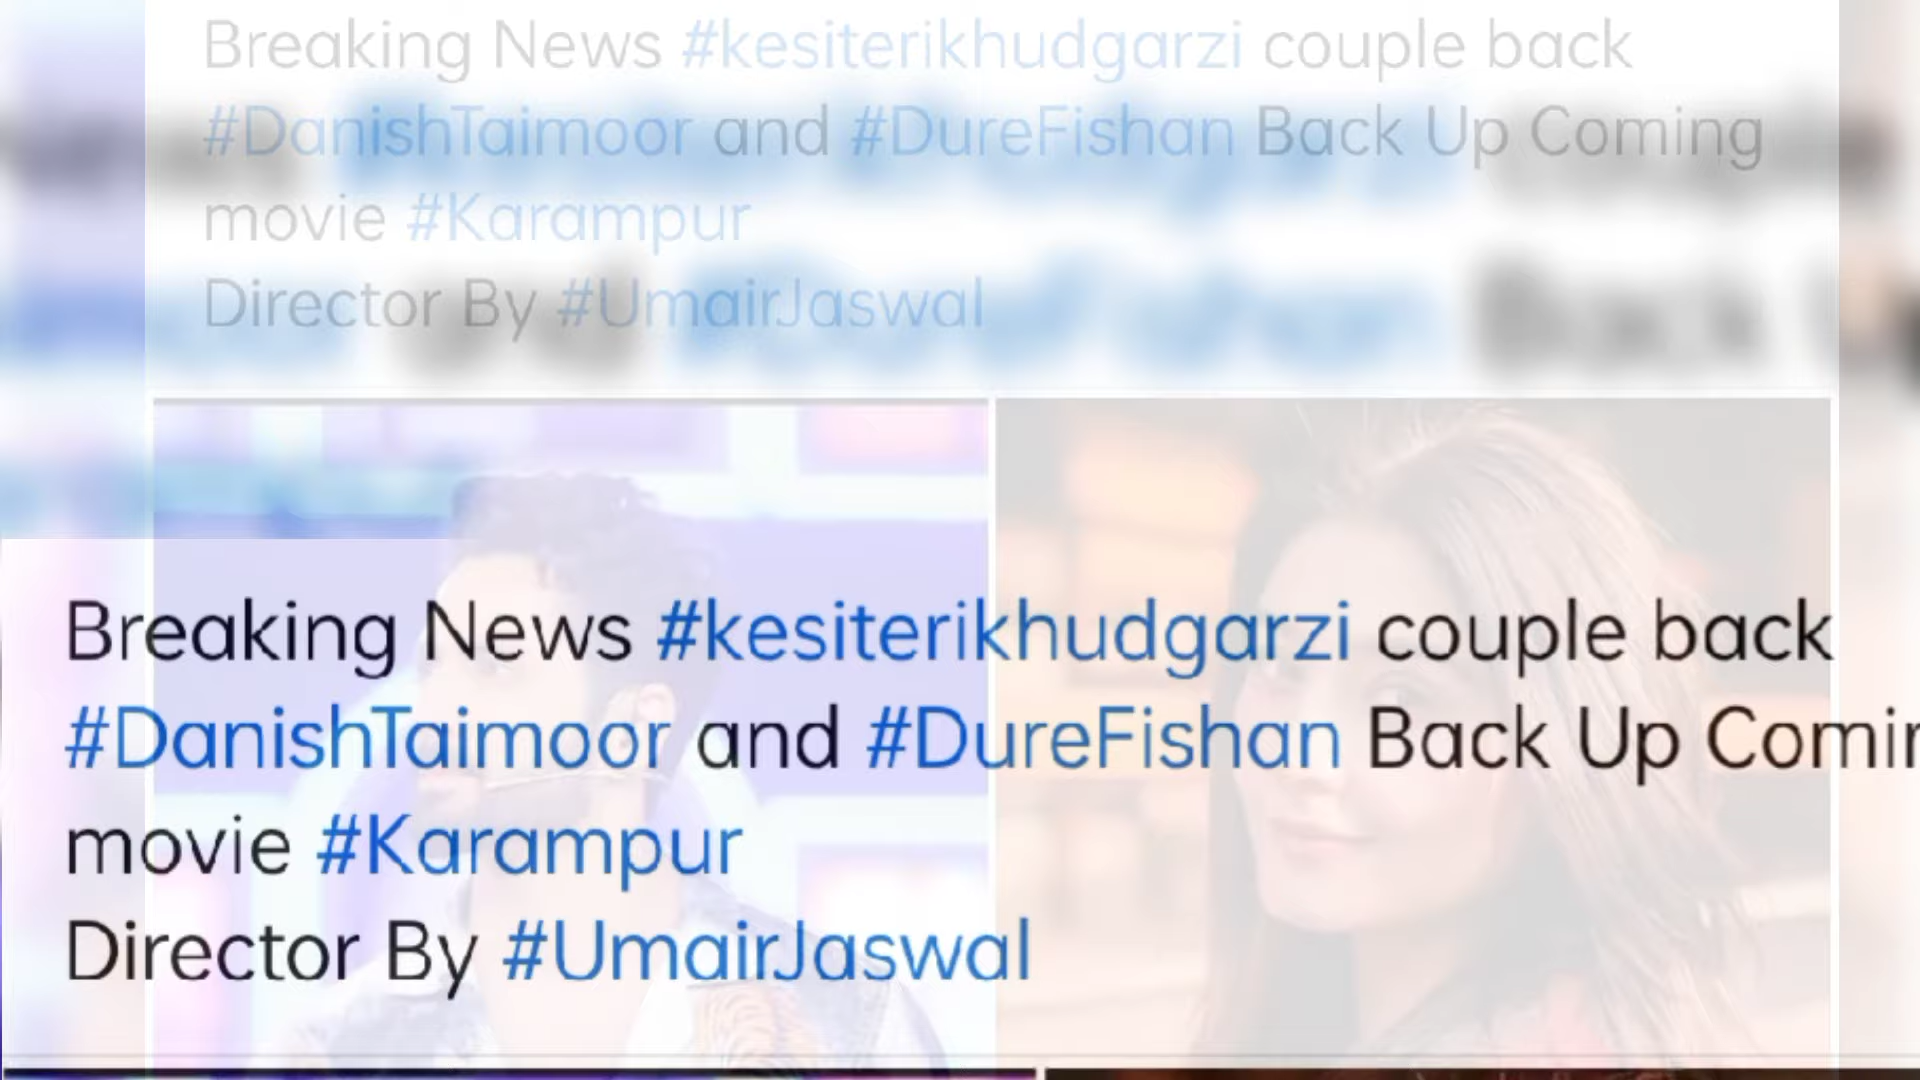 Breaking News #kesiterikhudgarzi couple back
#DanishTaimoor and #DureFishan Back Up Coming
movie #Karampur
Director By #UmairJaswal
Breaking News #kesiterikhudgarzi couple back
#DanishTaimoor and #DureFishan Back Up
movie #Karampur
Director By #UmairJaswal